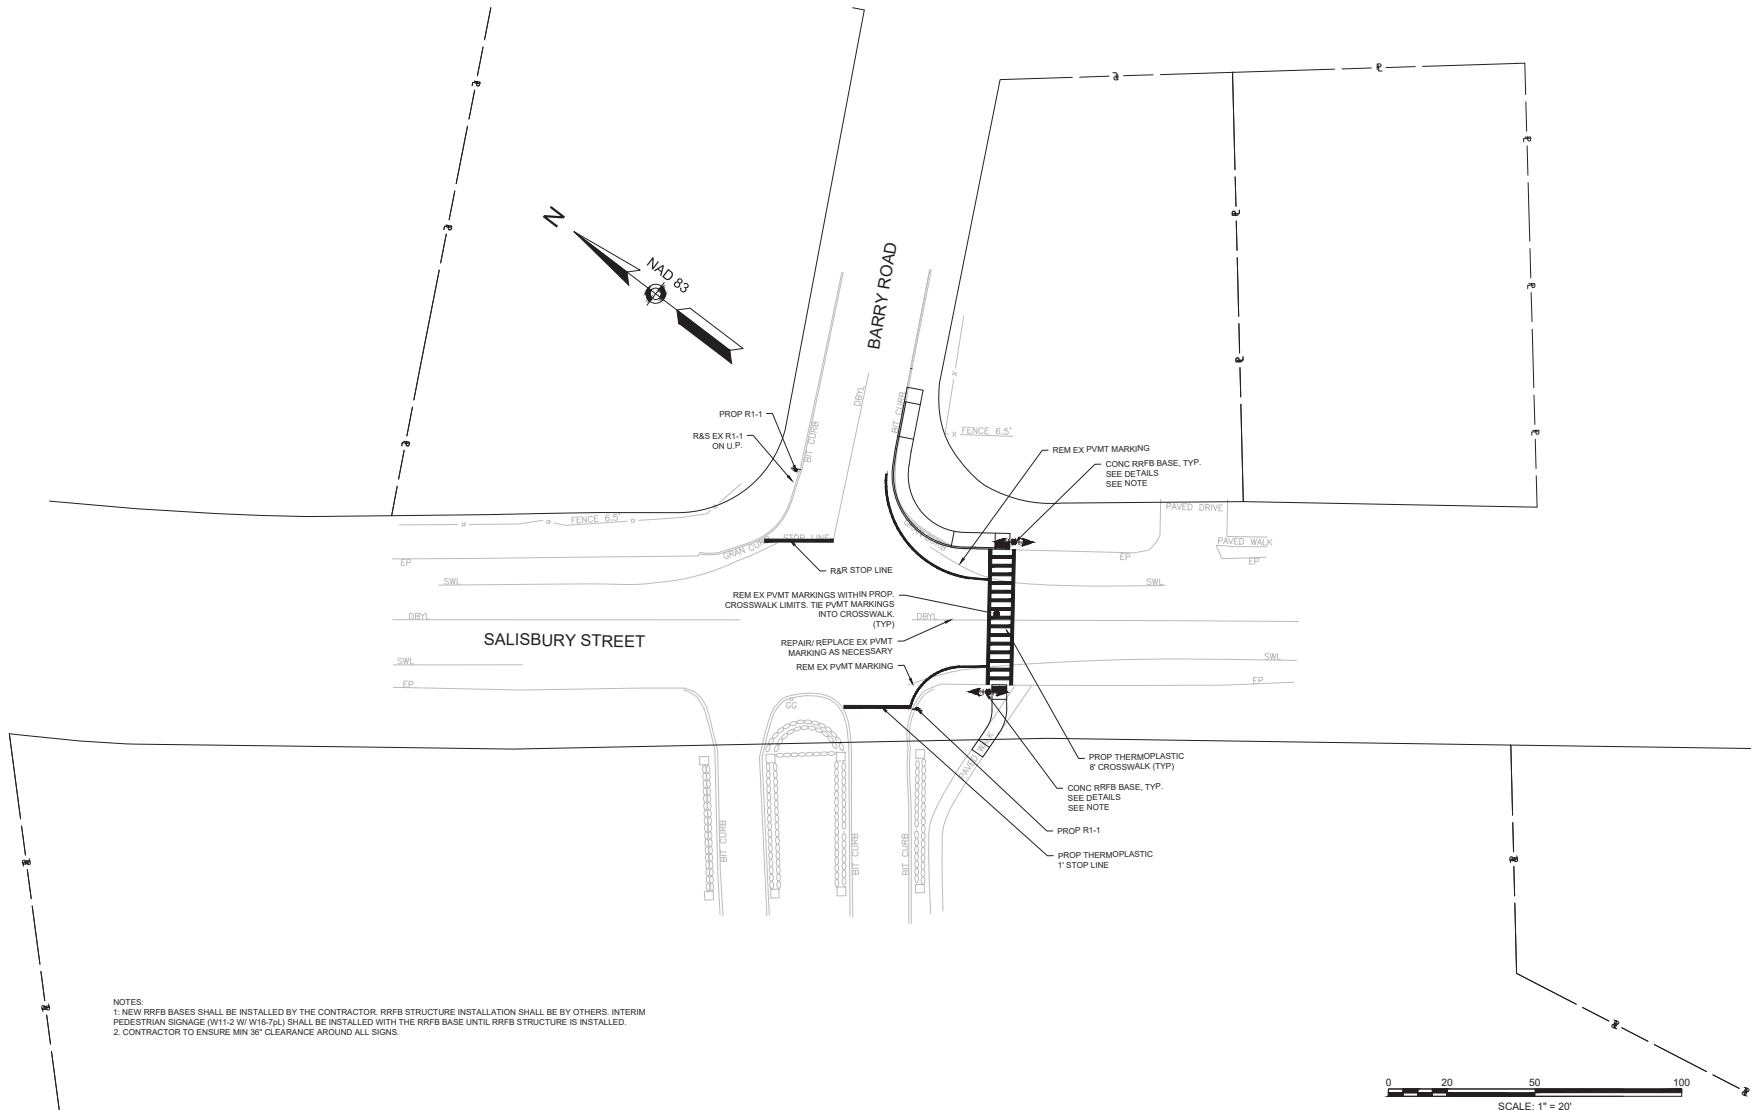 N
NAD 83
BARRY ROAD
DBYL
BIT CURB
BIT CURB
PROP R1-1
R&S EX R1-1
ON U.P.
FENCE 6.5'
REM EX PVMT MARKING
CONC RRFB BASE, TYP.
SEE DETAILS
SEE NOTE
PAVED DRIVE
FENCE 6.5'
GRAN CURB
STOP LINE
GRAN CURB
PAVED WALK
EP
EP
EP
R&R STOP LINE
SWL
SWL
REM EX PVMT MARKINGS WITHIN PROP.
CROSSWALK LIMITS. TIE PVMT MARKINGS
INTO CROSSWALK.
(TYP)
DBYL
DBYL
SALISBURY STREET
REPAIR/ REPLACE EX PVMT
MARKING AS NECESSARY
REM EX PVMT MARKING
SWL
SWL
EP
EP
GG
PAVED WALK
PROP THERMOPLASTIC
8' CROSSWALK (TYP)
CONC RRFB BASE, TYP.
SEE DETAILS
SEE NOTE
PROP R1-1
PROP THERMOPLASTIC
1' STOP LINE
BIT CURB
BIT CURB
BIT CURB
NOTES:
1: NEW RRFB BASES SHALL BE INSTALLED BY THE CONTRACTOR. RRFB STRUCTURE INSTALLATION SHALL BE BY OTHERS. INTERIM
PEDESTRIAN SIGNAGE (W11-2 W/ W16-7pL) SHALL BE INSTALLED WITH THE RRFB BASE UNTIL RRFB STRUCTURE IS INSTALLED.
2. CONTRACTOR TO ENSURE MIN 36" CLEARANCE AROUND ALL SIGNS.
0 20 50 100
SCALE: 1" = 20'